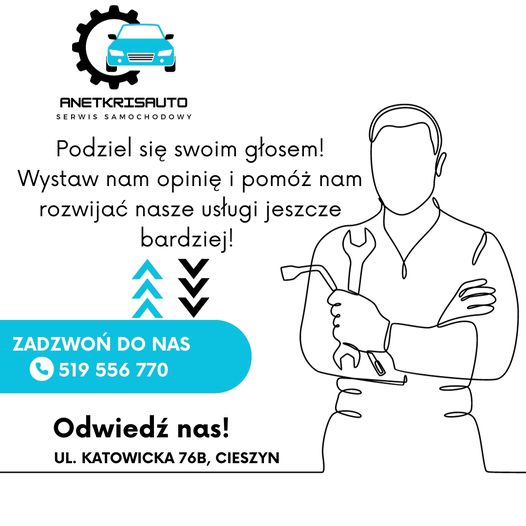 ANETKRISAUTO
SERWIS SAMOCHODOWY
Podziel się swoim głosem!
Wystaw nam opinię i pomóż nam
rozwijać nasze usługi jeszcze
bardziej!
ZADZWOŃ DO NAS
519 556 770
Odwiedź nas!
UL. KATOWICKA 76B, CIESZYN